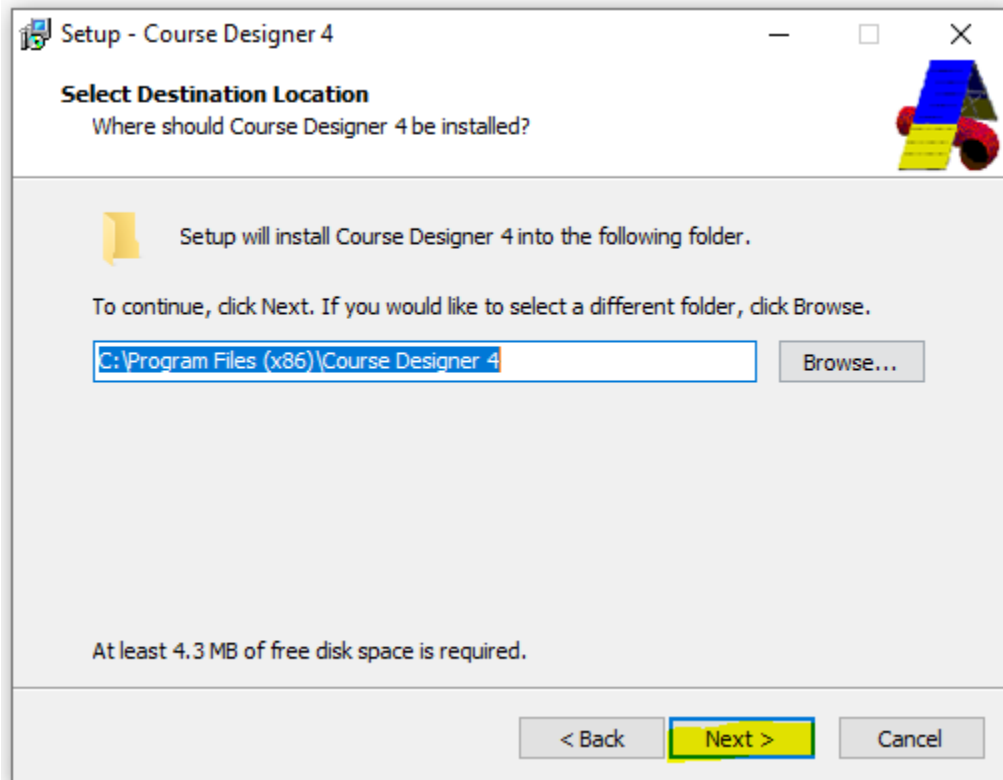 Setup - Course Designer 4
Select Destination Location
Where should Course Designer 4 be installed?
Setup will install Course Designer 4 into the following folder.
To continue, click Next. If you would like to select a different folder, click Browse.
C:\Program Files (x86)\Course Designer 4
Browse...
At least 4.3 MB of free disk space is required.
< Back
Next >
Cancel